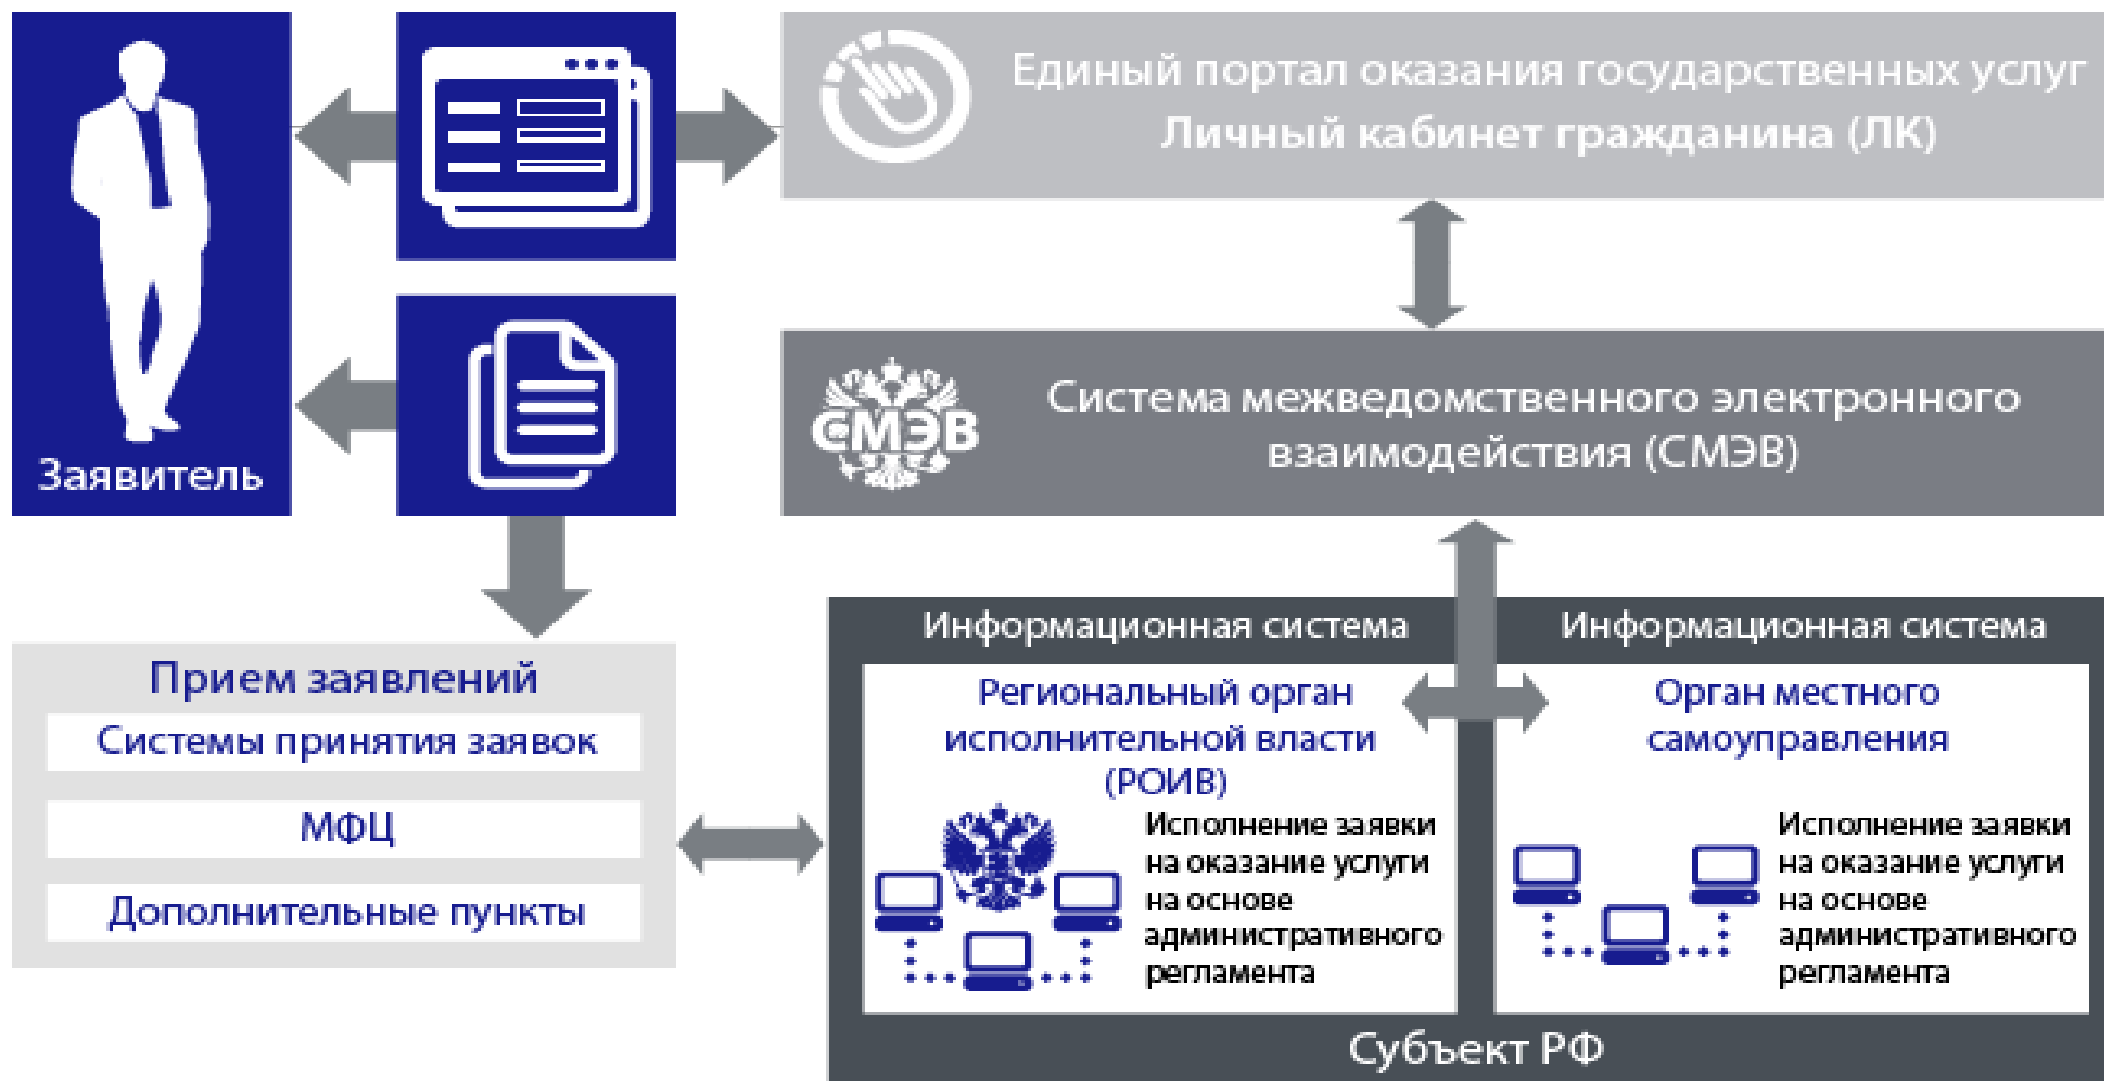 Заявитель
Единый портал оказания государственных услуг
Личный кабинет гражданина (ЛК)
СМЭВ
Система межведомственного электронного
взаимодействия (СМЭВ)
Прием заявлений
Системы принятия заявок
МФЦ
Дополнительные пункты
Информационная система
Региональный орган
исполнительной власти
(РОИВ)
Исполнение заявки
на оказание услуги
на основе
административного
регламента
Информационная система
Орган местного
самоуправления
Исполнение заявки
на оказание услуги
на основе
административного
регламента
Субъект РФ